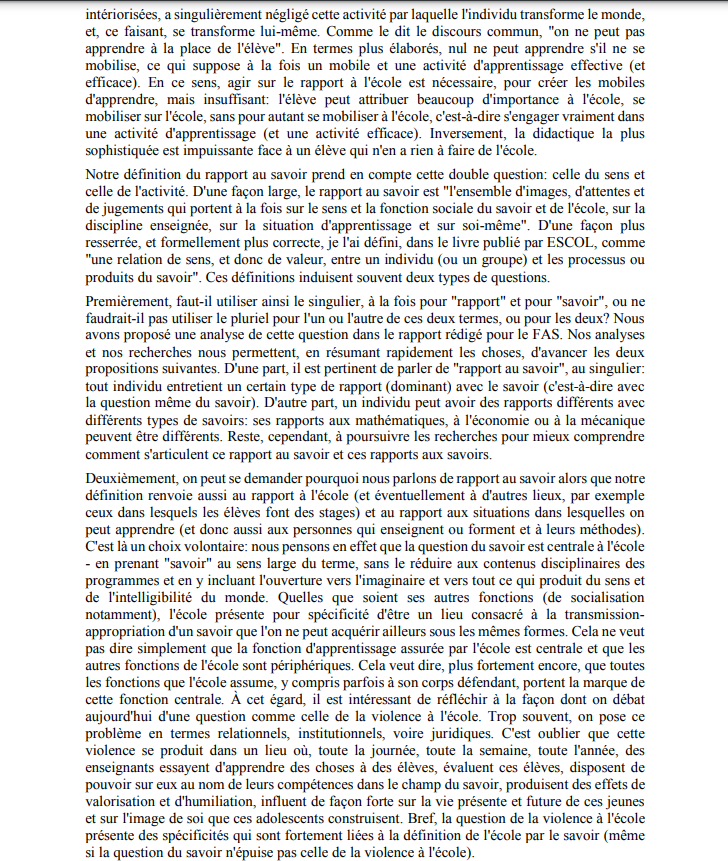 intériorisées, a singulièrement négligé cette activité par laquelle l'individu transforme le monde,
et, ce faisant, se transforme lui-même. Comme le dit le discours commun, "on ne peut pas
apprendre à la place de l'élève". En termes plus élaborés, nul ne peut apprendre s'il ne se
mobilise, ce qui suppose à la fois un mobile et une activité d'apprentissage effective (et
efficace). En ce sens, agir sur le rapport à l'école est nécessaire, pour créer les mobiles
d'apprendre, mais insuffisant: l'élève peut attribuer beaucoup d'importance à l'école, se
mobiliser sur l'école, sans pour autant se mobiliser à l'école, c'est-à-dire s'engager vraiment dans
une activité d'apprentissage (et une activité efficace). Inversement, la didactique la plus
sophistiquée est impuissante face à un élève qui n'en a rien à faire de l'école.
Notre définition du rapport au savoir prend en compte cette double question: celle du sens et
celle de l'activité. D'une façon large, le rapport au savoir est "l'ensemble d'images, d'attentes et
de jugements qui portent à la fois sur le sens et la fonction sociale du savoir et de l'école, sur la
discipline enseignée, sur la situation d'apprentissage et sur soi-même". D'une façon plus
resserrée, et formellement plus correcte, je l'ai défini, dans le livre publié par ESCOL, comme
"une relation de sens, et donc de valeur, entre un individu (ou un groupe) et les processus ou
produits du savoir". Ces définitions induisent souvent deux types de questions.
Premièrement, faut-il utiliser ainsi le singulier, à la fois pour "rapport" et pour "savoir", ou ne
faudrait-il pas utiliser le pluriel pour l'un ou l'autre de ces deux termes, ou pour les deux? Nous
avons proposé une analyse de cette question dans le rapport rédigé pour le FAS. Nos analyses
et nos recherches nous permettent, en résumant rapidement les choses, d'avancer les deux
propositions suivantes. D'une part, il est pertinent de parler de "rapport au savoir", au singulier:
tout individu entretient un certain type de rapport (dominant) avec le savoir (c'est-à-dire avec
la question même du savoir). D'autre part, un individu peut avoir des rapports différents avec
différents types de savoirs: ses rapports aux mathématiques, à l'économie ou à la mécanique
peuvent être différents. Reste, cependant, à poursuivre les recherches pour mieux comprendre
comment s'articulent ce rapport au savoir et ces rapports aux savoirs.
Deuxièmement, on peut se demander pourquoi nous parlons de rapport au savoir alors que notre
définition renvoie aussi au rapport à l'école (et éventuellement à d'autres lieux, par exemple
ceux dans lesquels les élèves font des stages) et au rapport aux situations dans lesquelles on
peut apprendre (et donc aussi aux personnes qui enseignent ou forment et à leurs méthodes).
C'est là un choix volontaire: nous pensons en effet que la question du savoir est centrale à l'école
- en prenant "savoir" au sens large du terme, sans le réduire aux contenus disciplinaires des
programmes et en y incluant l'ouverture vers l'imaginaire et vers tout ce qui produit du sens et
de l'intelligibilité du monde. Quelles que soient ses autres fonctions (de socialisation
notamment), l'école présente pour spécificité d'être un lieu consacré à la transmission-
appropriation d'un savoir que l'on ne peut acquérir ailleurs sous les mêmes formes. Cela ne veut
pas dire simplement que la fonction d'apprentissage assurée par l'école est centrale et que les
autres fonctions de l'école sont périphériques. Cela veut dire, plus fortement encore, que toutes
les fonctions que l'école assume, y compris parfois à son corps défendant, portent la marque de
cette fonction centrale. À cet égard, il est intéressant de réfléchir à la façon dont on débat
aujourd'hui d'une question comme celle de la violence à l'école. Trop souvent, on pose ce
problème en termes relationnels, institutionnels, voire juridiques. C'est oublier que cette
violence se produit dans un lieu où, toute la journée, toute la semaine, toute l'année, des
enseignants essayent d'apprendre des choses à des élèves, évaluent ces élèves, disposent de
pouvoir sur eux au nom de leurs compétences dans le champ du savoir, produisent des effets de
valorisation et d'humiliation, influent de façon forte sur la vie présente et future de ces jeunes
et sur l'image de soi que ces adolescents construisent. Bref, la question de la violence à l'école
présente des spécificités qui sont fortement liées à la définition de l'école par le savoir (même
si la question du savoir n'épuise pas celle de la violence à l'école).